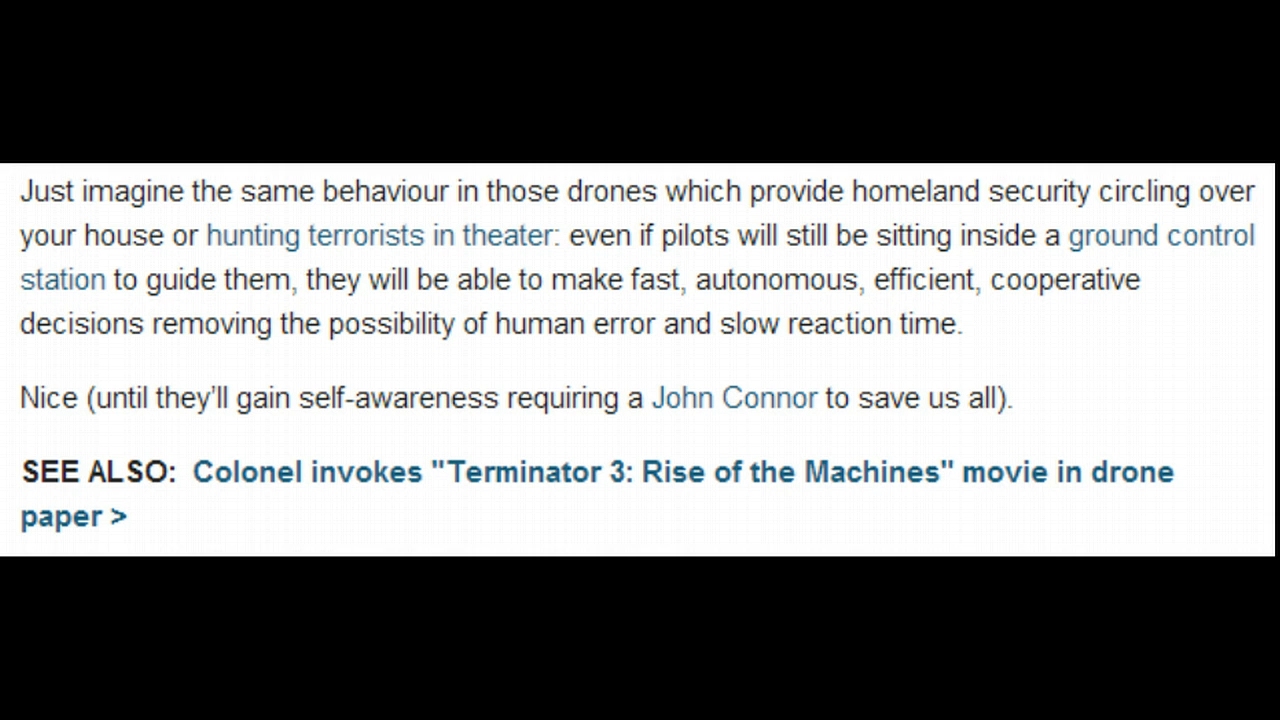 Just imagine the same behaviour in those drones which provide homeland security circling over
your house or hunting terrorists in theater: even if pilots will still be sitting inside a ground control
station to guide them, they will be able to make fast, autonomous, efficient, cooperative
decisions removing the possibility of human error and slow reaction time.
Nice (until they’ll gain self-awareness requiring a John Connor to save us all).
SEE ALSO: Colonel invokes "Terminator 3: Rise of the Machines" movie in drone
paper >